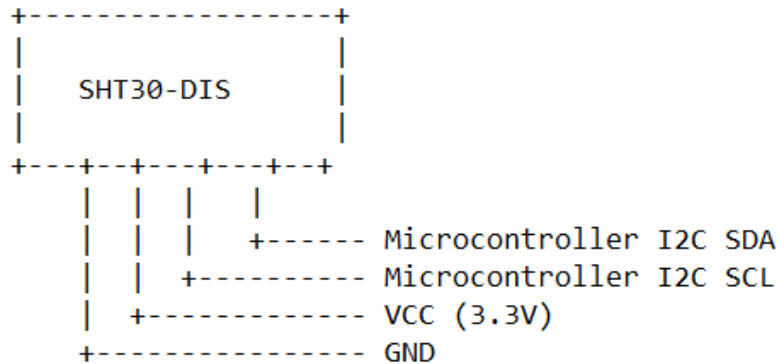 SHT30-DIS
Microcontroller I2C SDA
Microcontroller I2C SCL
VCC (3.3V)
GND